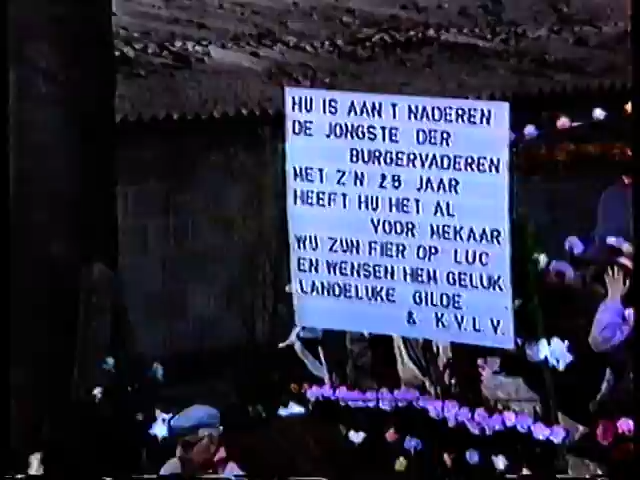 HIJ IS AAN T NADEREN
DE JONGSTE DER
BURGERVADEREN
MET Z'N 28 JAAR
HEEFT HIJ HET AL
VOOR MEKAAR
WIJ ZIJN FIER OP LUC
EN WENSEN HEM GELUK
LANDELIJKE GILDE
& K.V.L.V.